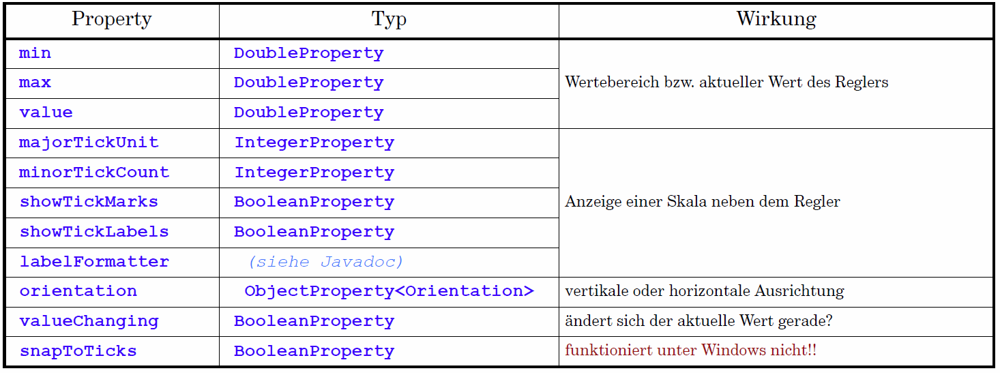 Property Typ Wirkung
min DoubleProperty
max DoubleProperty Wertebereich bzw. aktueller Wert des Reglers
value DoubleProperty
majorTickUnit IntegerProperty
minorTickCount IntegerProperty
showTickMarks BooleanProperty Anzeige einer Skala neben dem Regler
showTickLabels BooleanProperty
labelFormatter (siehe Javadoc)
orientation ObjectProperty<Orientation> vertikale oder horizontale Ausrichtung
valueChanging BooleanProperty ändert sich der aktuelle Wert gerade?
snapToTicks BooleanProperty funktioniert unter Windows nicht!!